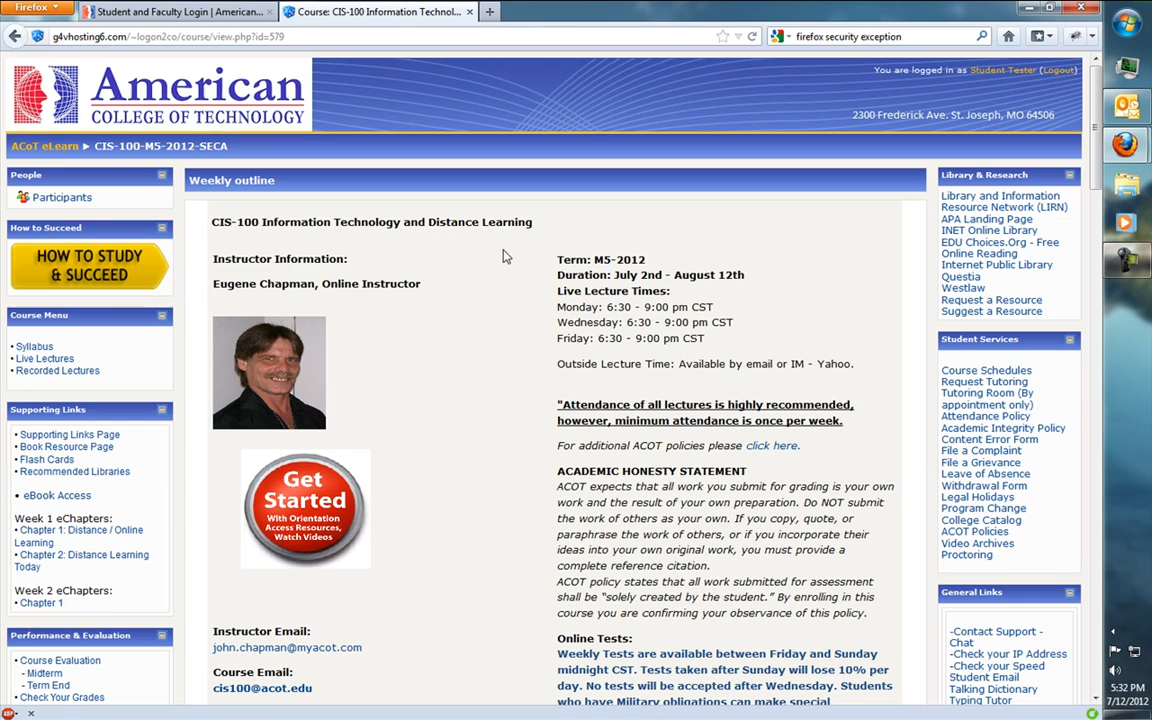 Firefox
Student and Faculty Login | American...
Course: CIS-100 Information Technol...
g4vhosting6.com/~logon2co/course/view.php?id=579
firefox security exception
American
COLLEGE OF TECHNOLOGY
You are logged in as Student Tester (Logout)
2300 Frederick Ave. St. Joseph, MO 64506
ACoT eLearn ► CIS-100-M5-2012-SECA
People
Participants
How to Succeed
HOW TO STUDY
& SUCCEED
Course Menu
• Syllabus
• Live Lectures
• Recorded Lectures
Supporting Links
• Supporting Links Page
• Book Resource Page
• Flash Cards
• Recommended Libraries
• eBook Access
Week 1 eChapters:
• Chapter 1: Distance / Online
Learning
• Chapter 2: Distance Learning
Today
Week 2 eChapters:
• Chapter 1
Performance & Evaluation
• Course Evaluation
- Midterm
- Term End
• Check Your Grades
Weekly outline
CIS-100 Information Technology and Distance Learning
Instructor Information:
Eugene Chapman, Online Instructor
Get
Started
With Orientation
Access Resources,
Watch Videos
Instructor Email:
john.chapman@myacot.com
Course Email:
cis100@acot.edu
Term: M5-2012
Duration: July 2nd - August 12th
Live Lecture Times:
Monday: 6:30 - 9:00 pm CST
Wednesday: 6:30 - 9:00 pm CST
Friday: 6:30 - 9:00 pm CST
Outside Lecture Time: Available by email or IM - Yahoo.
"Attendance of all lectures is highly recommended,
however, minimum attendance is once per week.
For additional ACOT policies please click here.
ACADEMIC HONESTY STATEMENT
ACOT expects that all work you submit for grading is your own
work and the result of your own preparation. Do NOT submit
the work of others as your own. If you copy, quote, or
paraphrase the work of others, or if you incorporate their
ideas into your own original work, you must provide a
complete reference citation.
ACOT policy states that all work submitted for assessment
shall be “solely created by the student.” By enrolling in this
course you are confirming your observance of this policy.
Online Tests:
Weekly Tests are available between Friday and Sunday
midnight CST. Tests taken after Sunday will lose 10% per
day. No tests will be accepted after Wednesday. Students
who have Military obligations can make special
Library & Research
Library and Information
Resource Network (LIRN)
APA Landing Page
INET Online Library
EDU Choices.Org - Free
Online Reading
Internet Public Library
Questia
Westlaw
Request a Resource
Suggest a Resource
Student Services
Course Schedules
Request Tutoring
Tutoring Room (By
appointment only)
Attendance Policy
Academic Integrity Policy
Content Error Form
File a Complaint
File a Grievance
Leave of Absence
Withdrawal Form
Legal Holidays
Program Change
College Catalog
ACOT Policies
Video Archives
Proctoring
General Links
-Contact Support -
Chat
-Check your IP Address
-Check your Speed
Student Email
Talking Dictionary
Typing Tutor
5:32 PM
7/12/2012